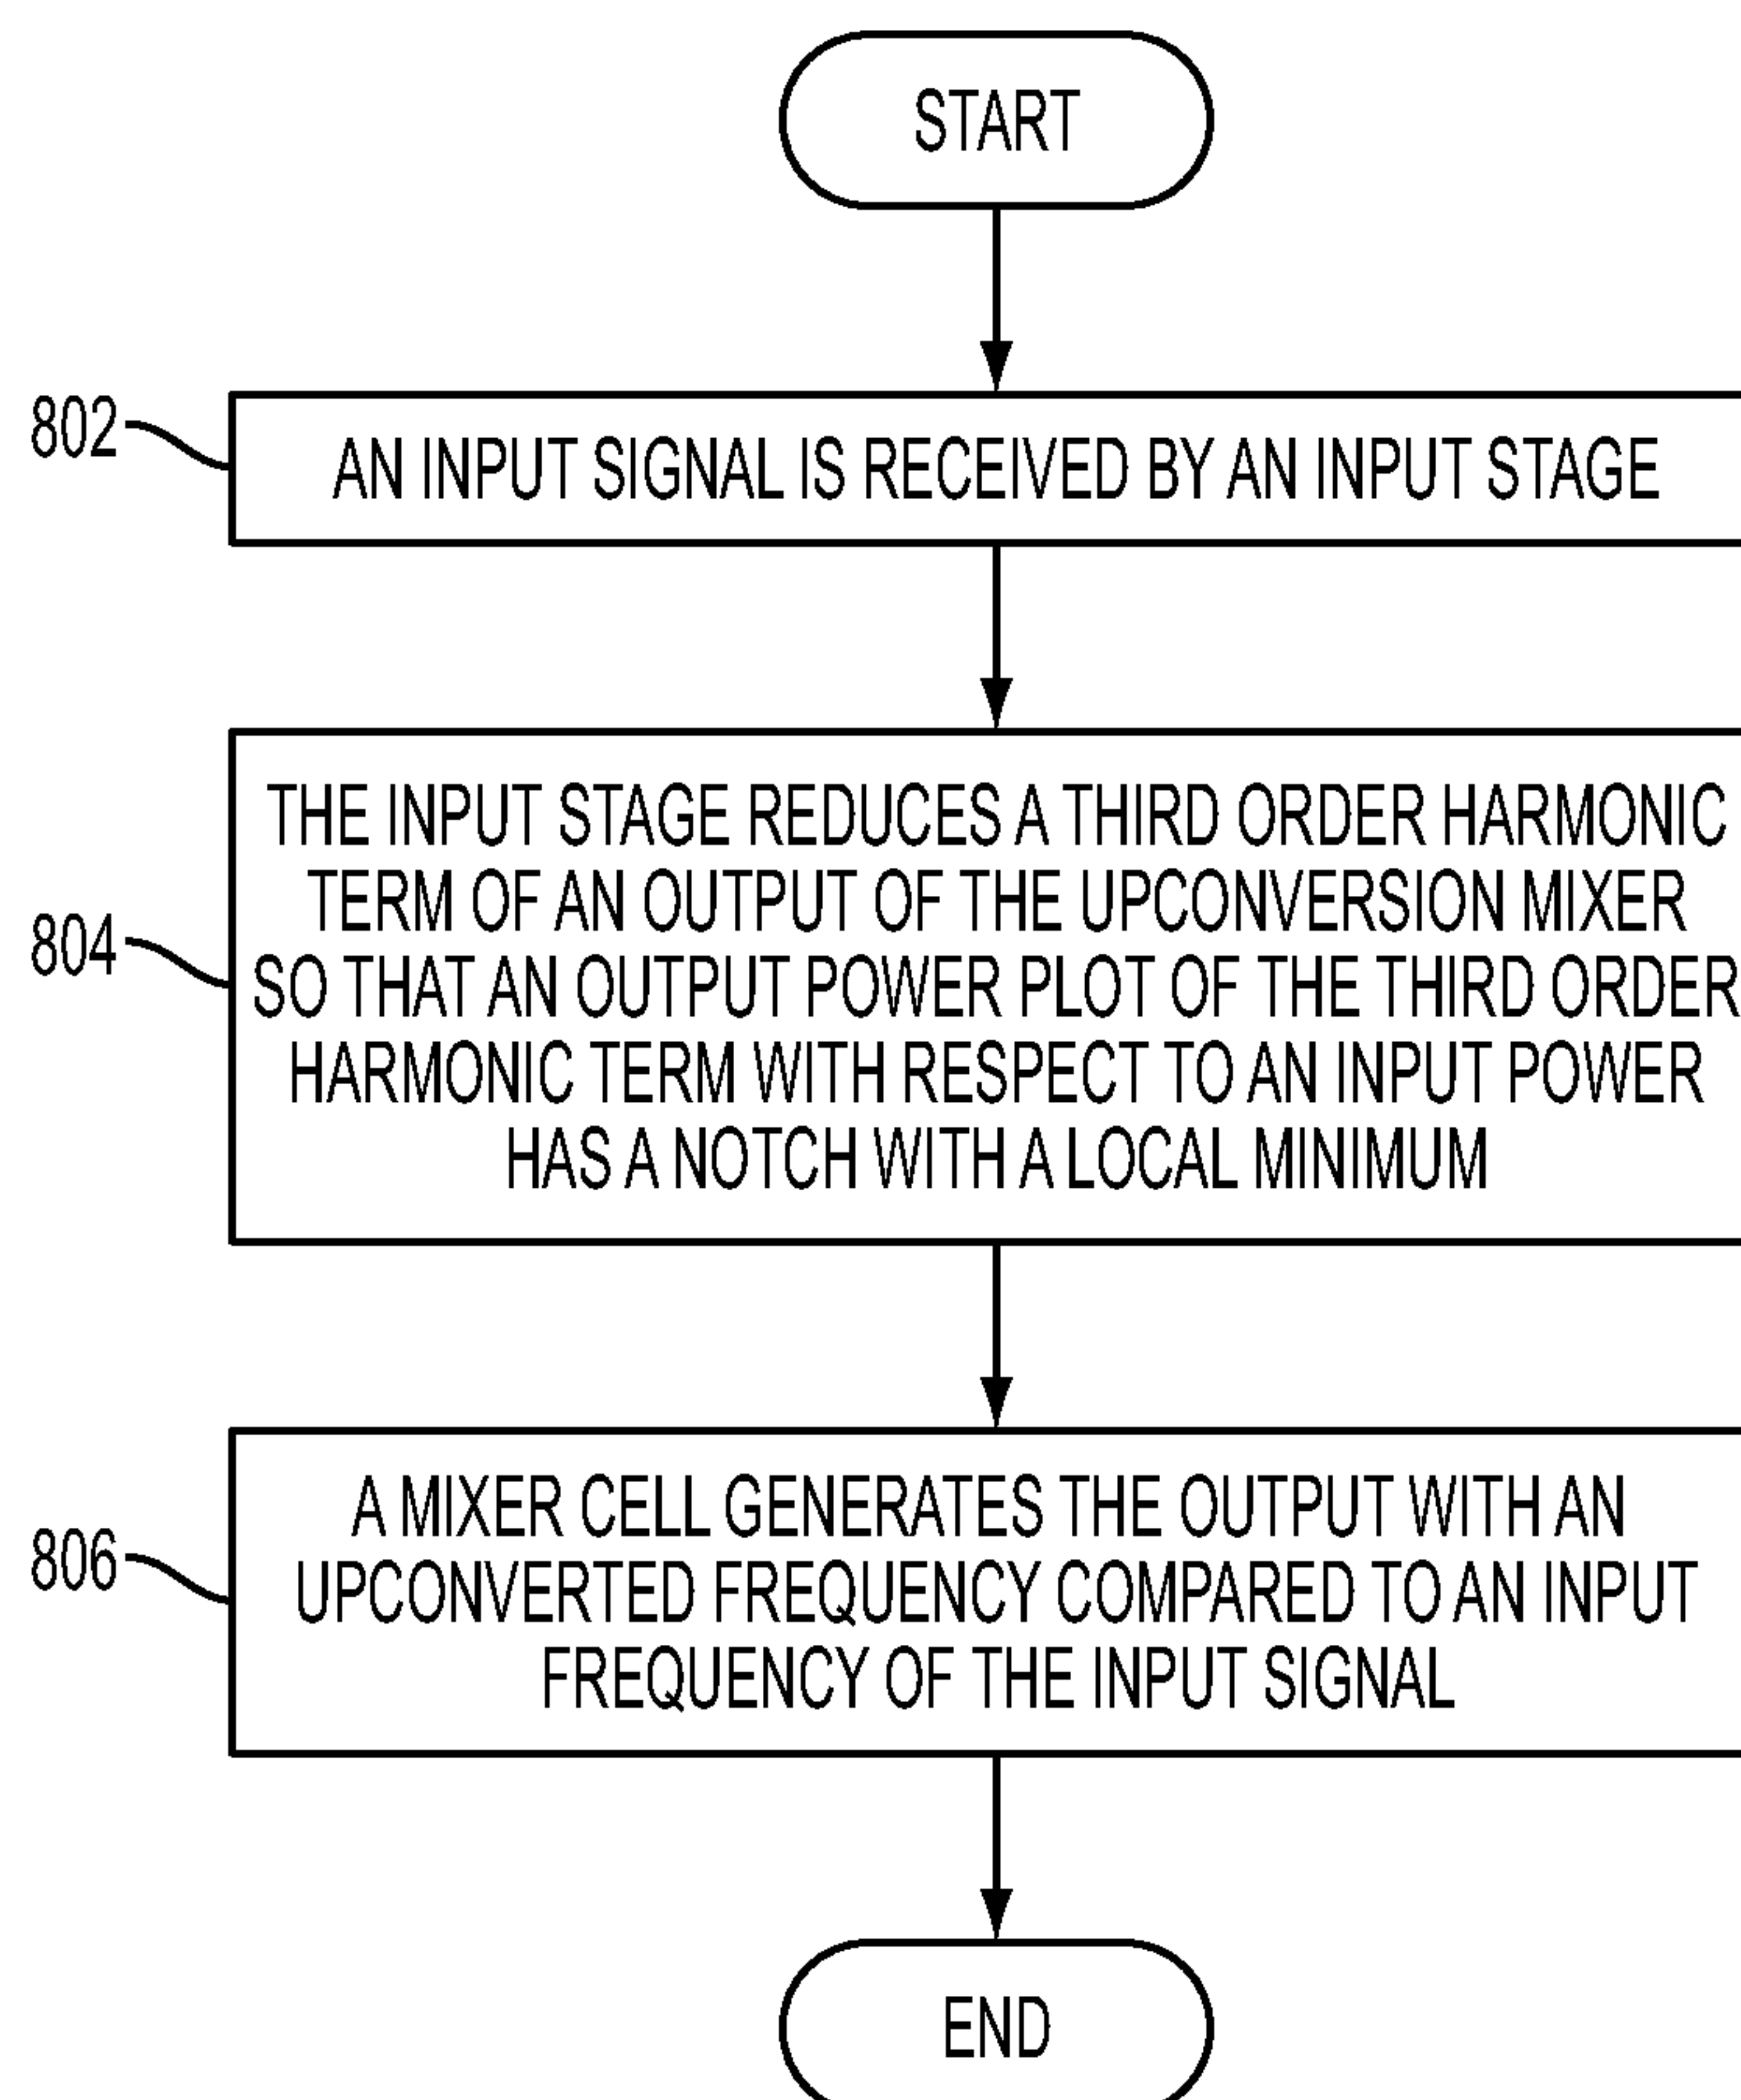 START
802
AN INPUT SIGNAL IS RECEIVED BY AN INPUT STAGE
804
THE INPUT STAGE REDUCES A THIRD ORDER HARMONIC
TERM OF AN OUTPUT OF THE UPCONVERSION MIXER
SO THAT AN OUTPUT POWER PLOT OF THE THIRD ORDER
HARMONIC TERM WITH RESPECT TO AN INPUT POWER
HAS A NOTCH WITH A LOCAL MINIMUM
806
A MIXER CELL GENERATES THE OUTPUT WITH AN
UPCONVERTED FREQUENCY COMPARED TO AN INPUT
FREQUENCY OF THE INPUT SIGNAL
END